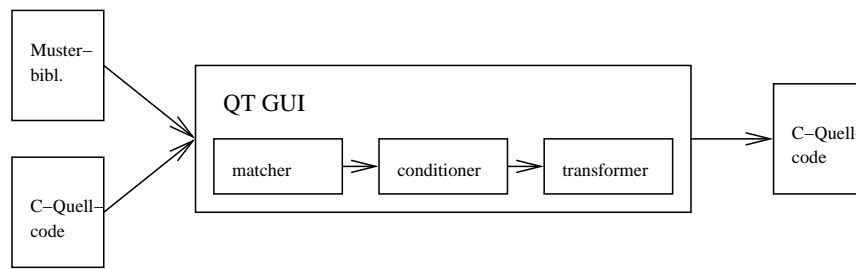 Muster–
bibl.
QT GUI
matcher
conditioner
transformer
C–Quell–
code
C–Quell–
code